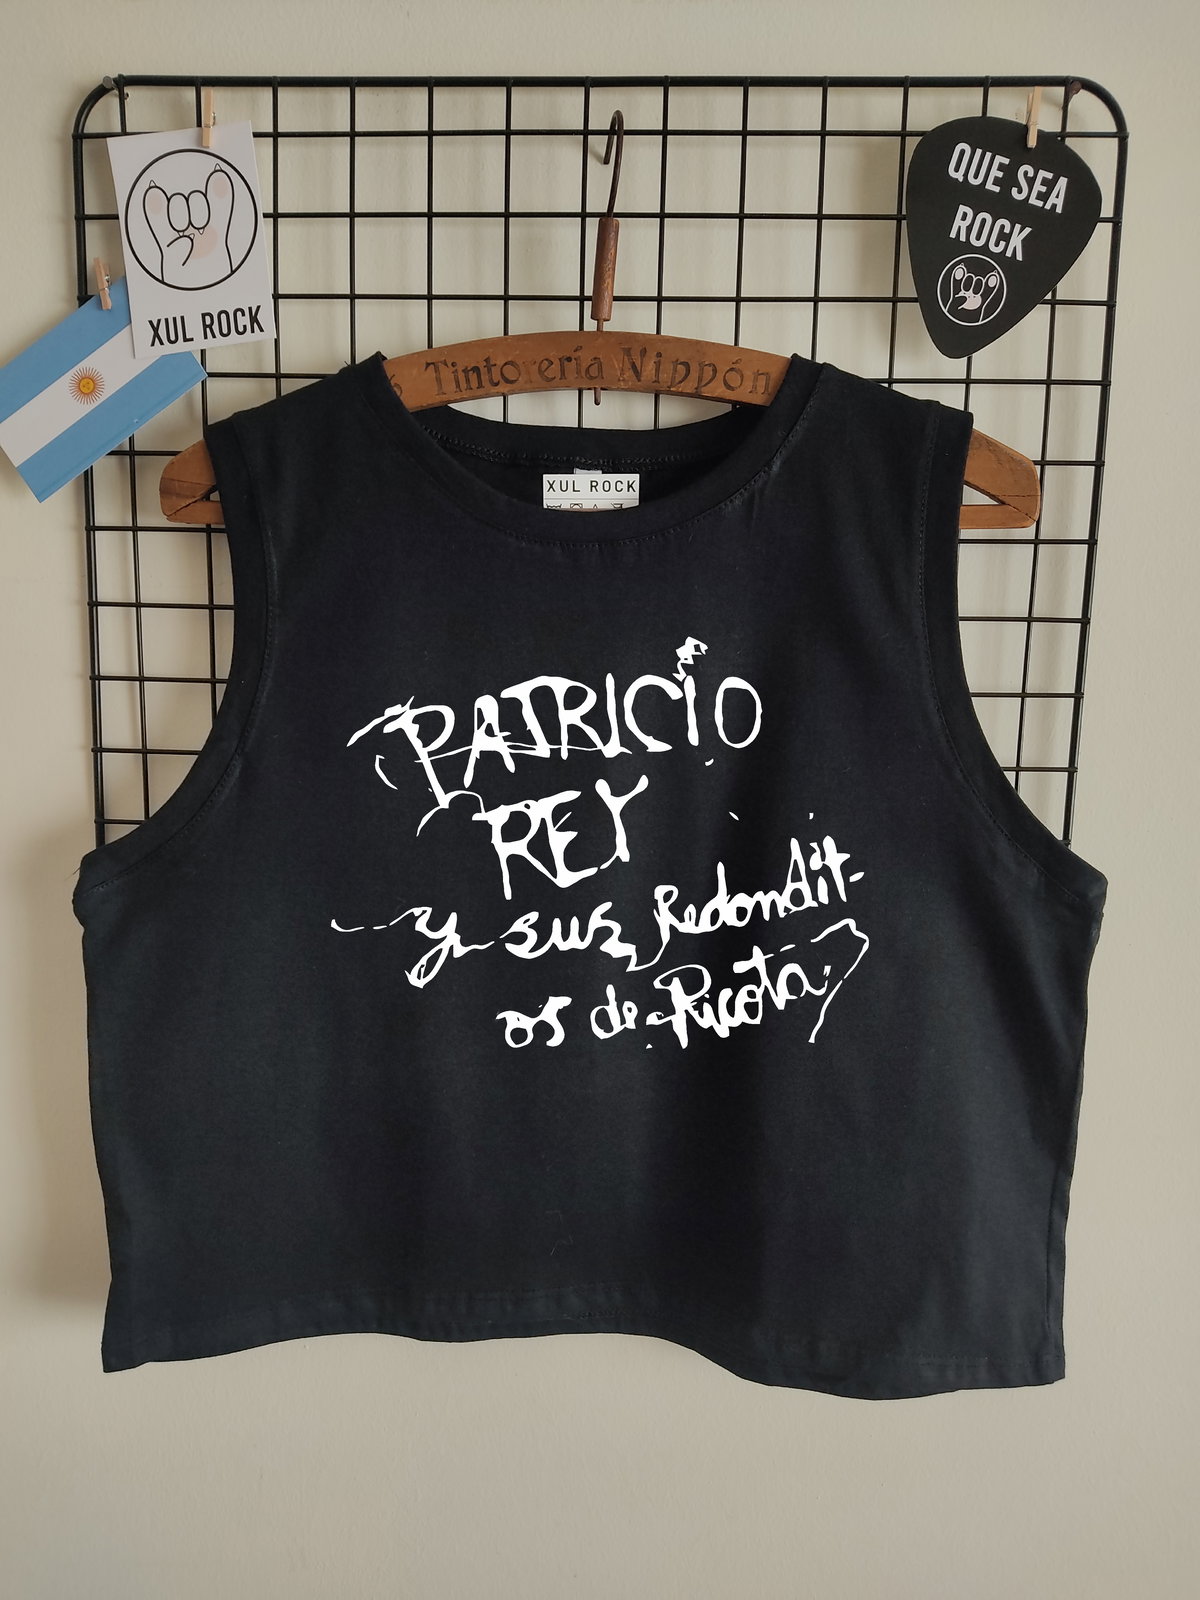 QUE SEA
ROCK
XUL ROCK
Tintorería Nippón
XUL ROCK
PATRICIO
REY
y sus Redondit-
os de Ricota